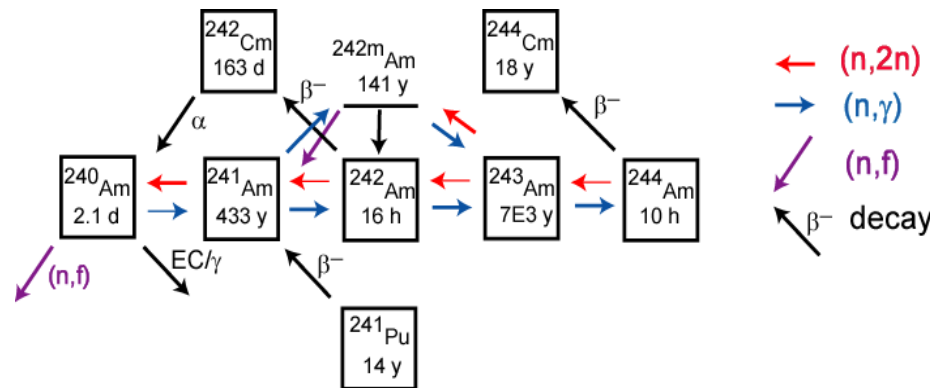 242Cm
163 d
242mAm
141 y
244Cm
18 y
(n,2n)
(n,γ)
(n,f)
β− decay
β−
β−
α
240Am
2.1 d
241Am
433 y
242Am
16 h
243Am
7E3 y
244Am
10 h
(n,f)
EC/γ
β−
241Pu
14 y